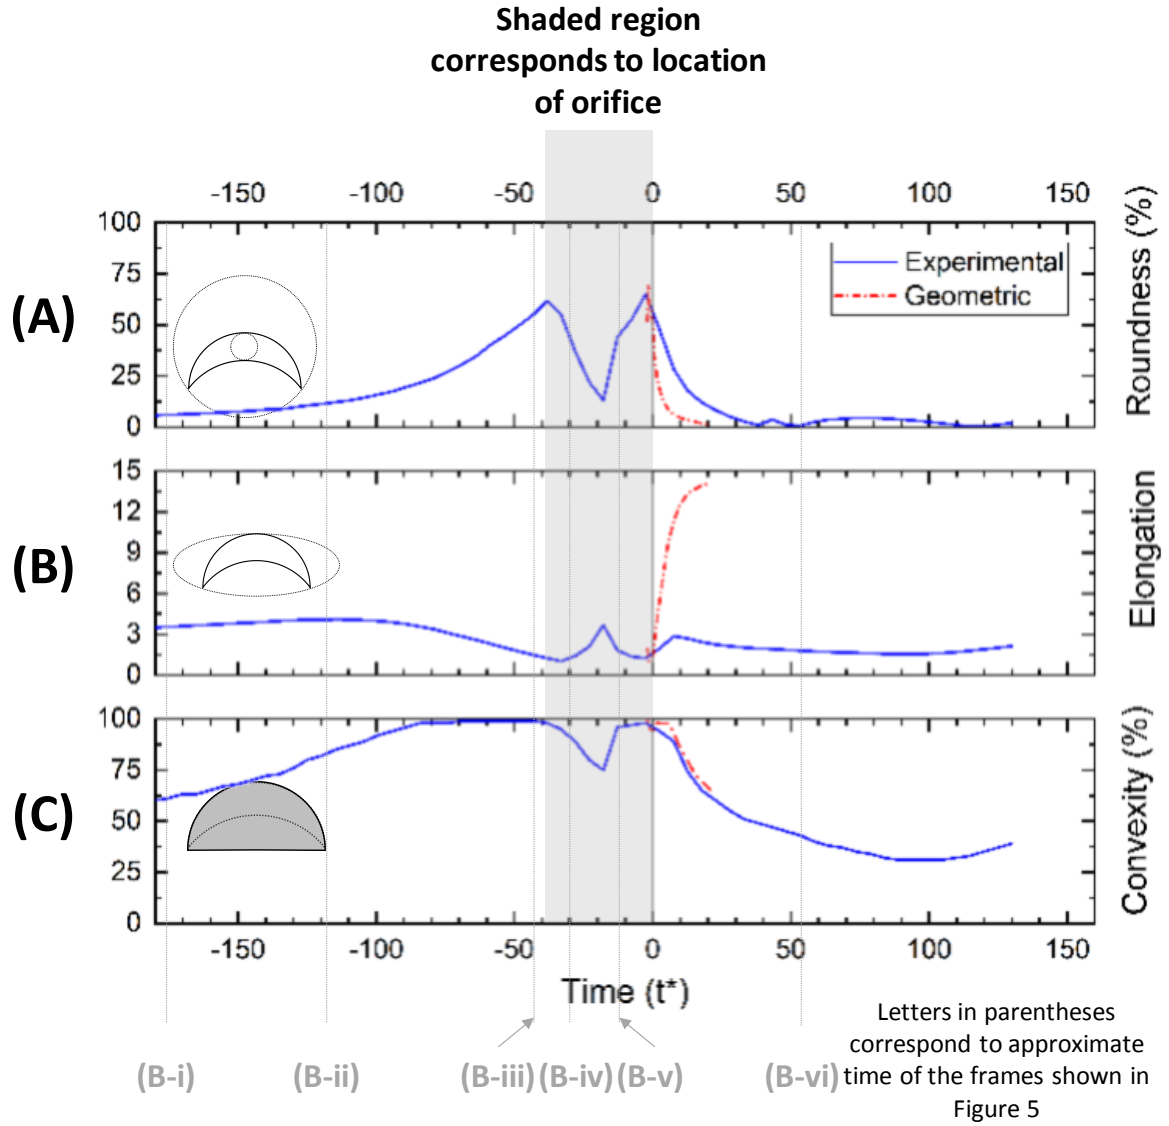 Shaded region
corresponds to location
of orifice
-150 -100 -50 0 50 100 150
(A)
100
75
50
25
0
Experimental
Geometric
Roundness (%)
(B)
15
12
9
6
3
0
Elongation
(C)
100
75
50
25
0
Convexity (%)
-150 -100 -50 0 50 100 150
Time (t*)
(B-i) (B-ii) (B-iii) (B-iv) (B-v) (B-vi)
Letters in parentheses
correspond to approximate
time of the frames shown in
Figure 5